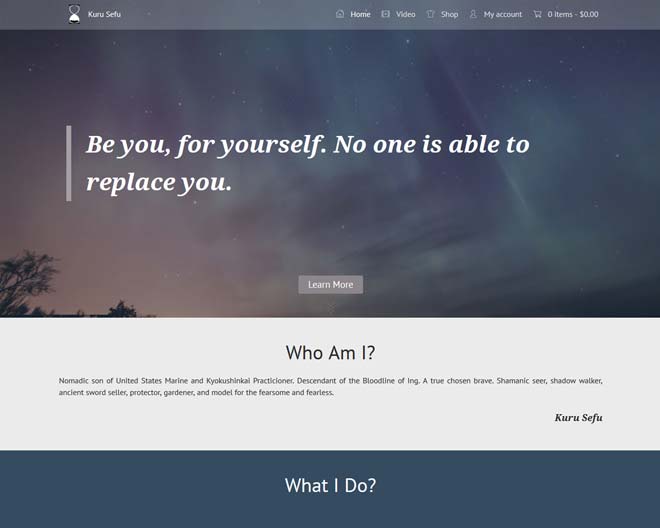 Kuru Sefu
Home
Video
Shop
My account
0 items - $0.00
Be you, for yourself. No one is able to
replace you.
Learn More
Who Am I?
Nomadic son of United States Marine and Kyokushinkai Practicioner. Descendant of the Bloodline of Ing. A true chosen brave. Shamanic seer, shadow walker,
ancient sword seller, protector, gardener, and model for the fearsome and fearless.
Kuru Sefu
What I Do?